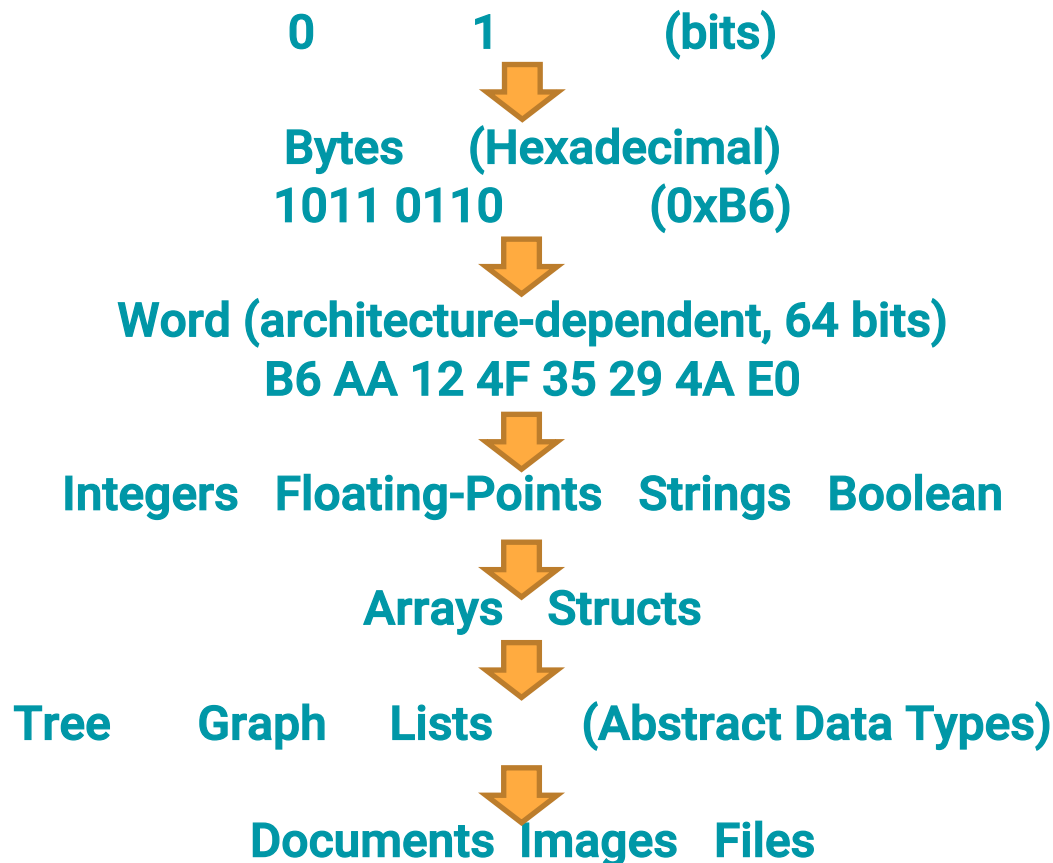 0 1 (bits)
Bytes (Hexadecimal)
1011 0110 (0xB6)
Word (architecture-dependent, 64 bits)
B6 AA 12 4F 35 29 4A E0
Integers Floating-Points Strings Boolean
Arrays Structs
Tree Graph Lists (Abstract Data Types)
Documents Images Files